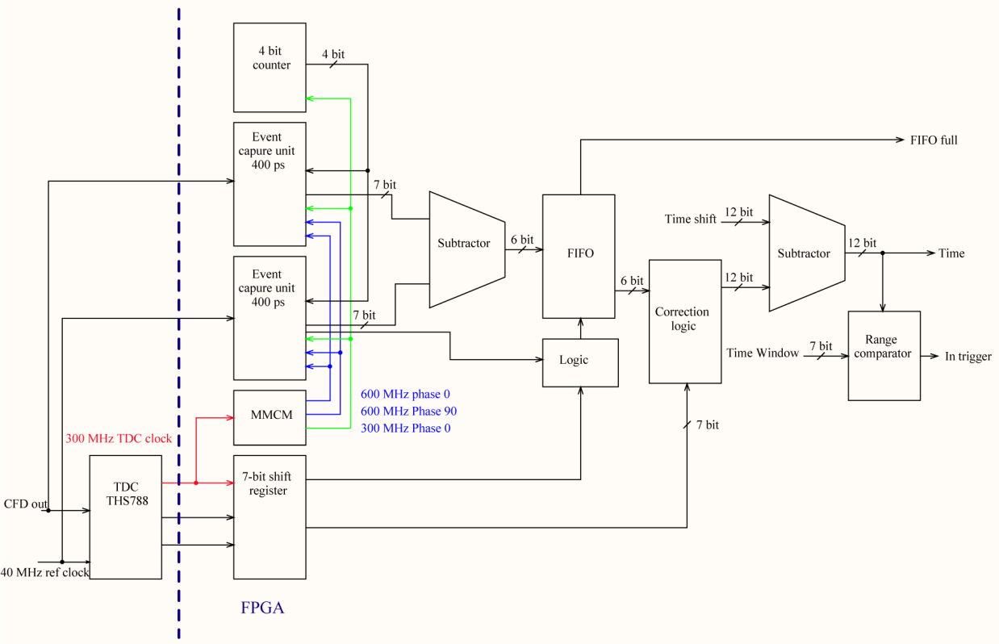 4 bit
counter
4 bit
Event
capure unit
400 ps
7 bit
FIFO full
Time shift
12 bit
Subtractor
6 bit
FIFO
Subtractor
12 bit
Time
Event
capure unit
400 ps
7 bit
6 bit
12 bit
Correction
logic
Logic
Time Window
7 bit
Range
comparator
In trigger
MMCM
600 MHz phase 0
600 MHz Phase 90
300 MHz Phase 0
7 bit
300 MHz TDC clock
TDC
THS788
7-bit shift
register
CFD out
40 MHz ref clock
FPGA